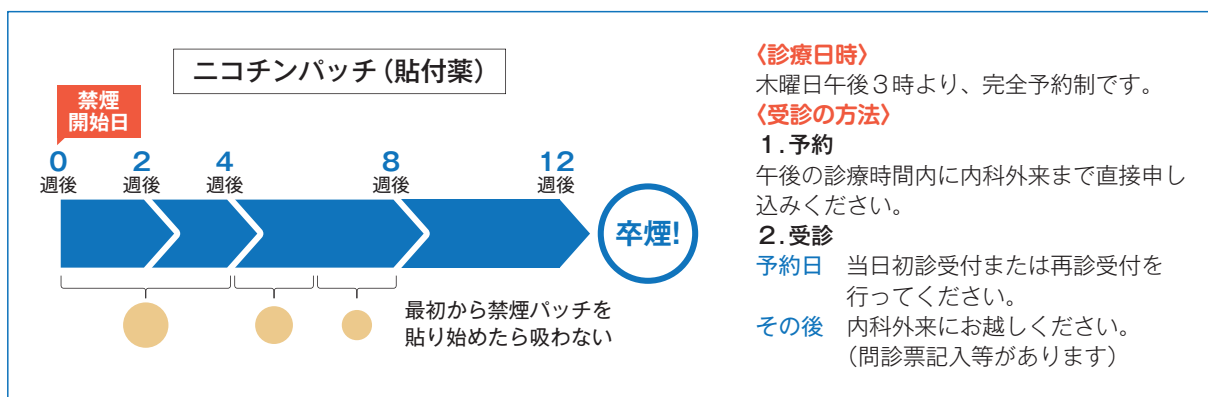 ニコチンパッチ（貼付薬）
禁煙
開始日
0
週後
2
週後
4
週後
8
週後
12
週後
卒煙!
最初から禁煙パッチを
貼り始めたら吸わない
〈診療日時〉
木曜日午後３時より、完全予約制です。
〈受診の方法〉
１.予約
午後の診療時間内に内科外来まで直接申し
込みください。
２.受診
予約日　当日初診受付または再診受付を
行ってください。
その後　内科外来にお越しください。
（問診票記入等があります）